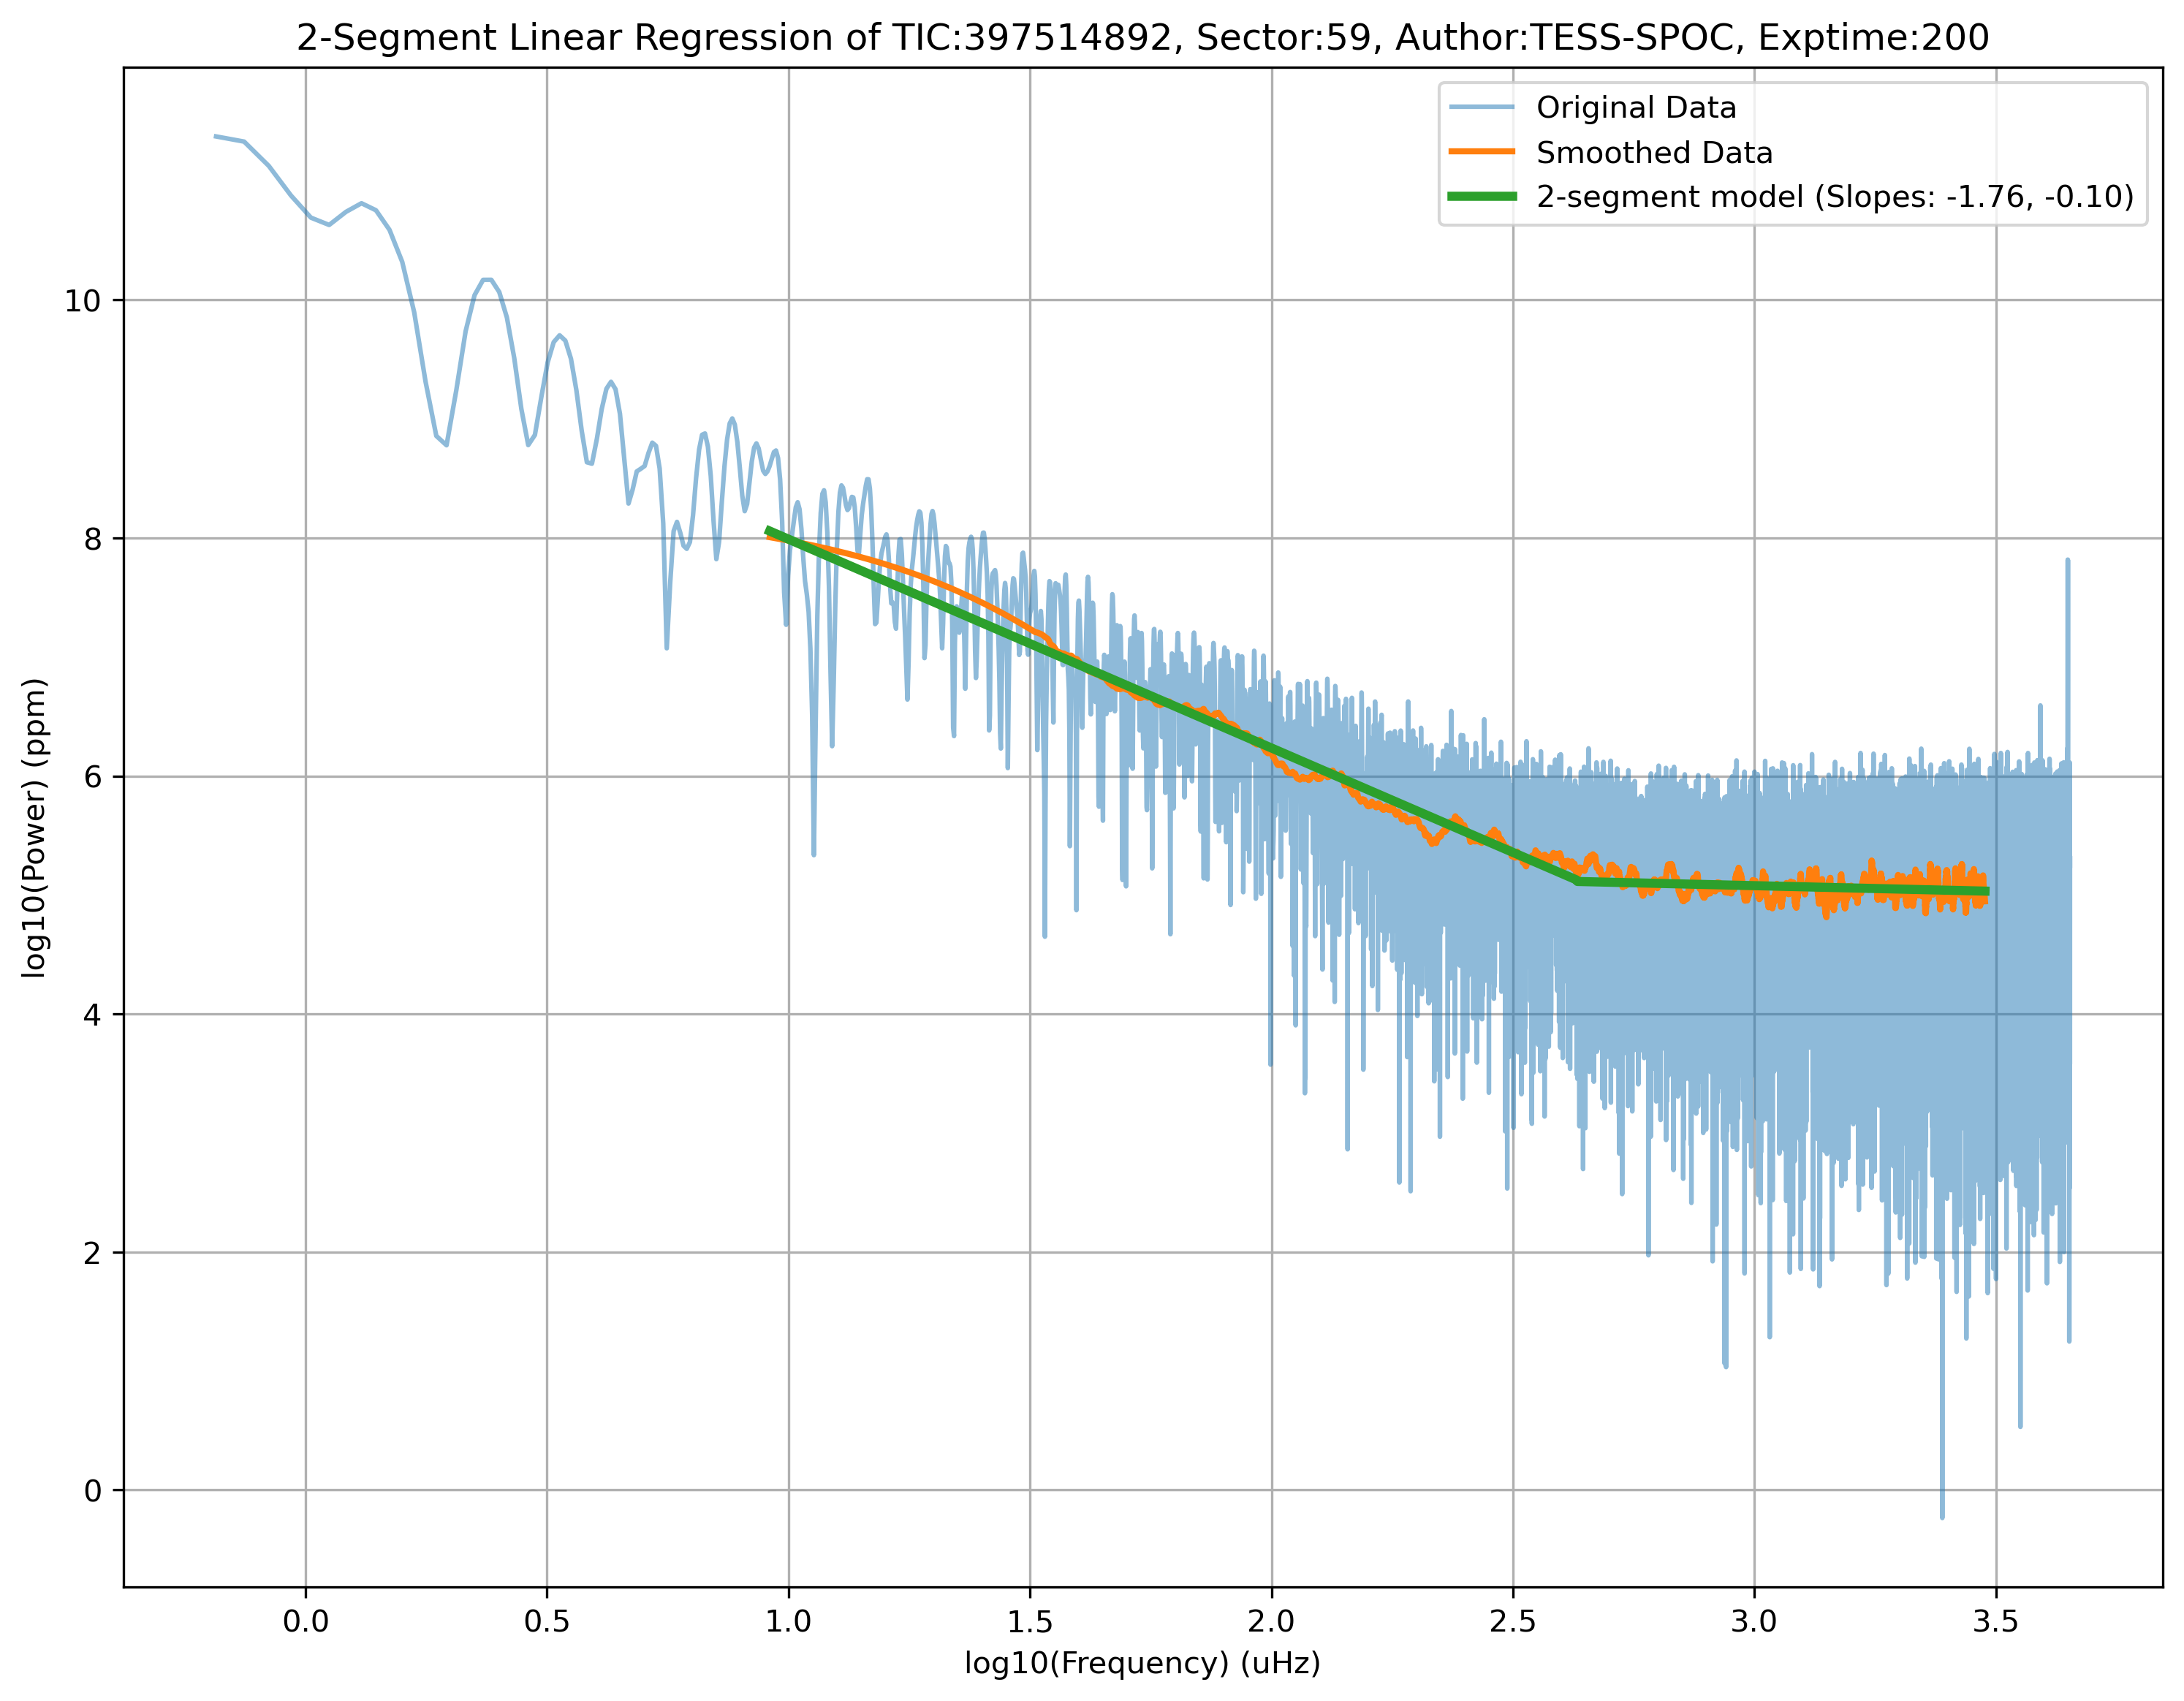 2-Segment Linear Regression of TIC:397514892, Sector:59, Author:TESS-SPOC, Exptime:200
Original Data
Smoothed Data
2-segment model (Slopes: -1.76, -0.10)
log10(Power) (ppm)
10
8
6
4
2
0
0.0 0.5 1.0 1.5 2.0 2.5 3.0 3.5
log10(Frequency) (uHz)